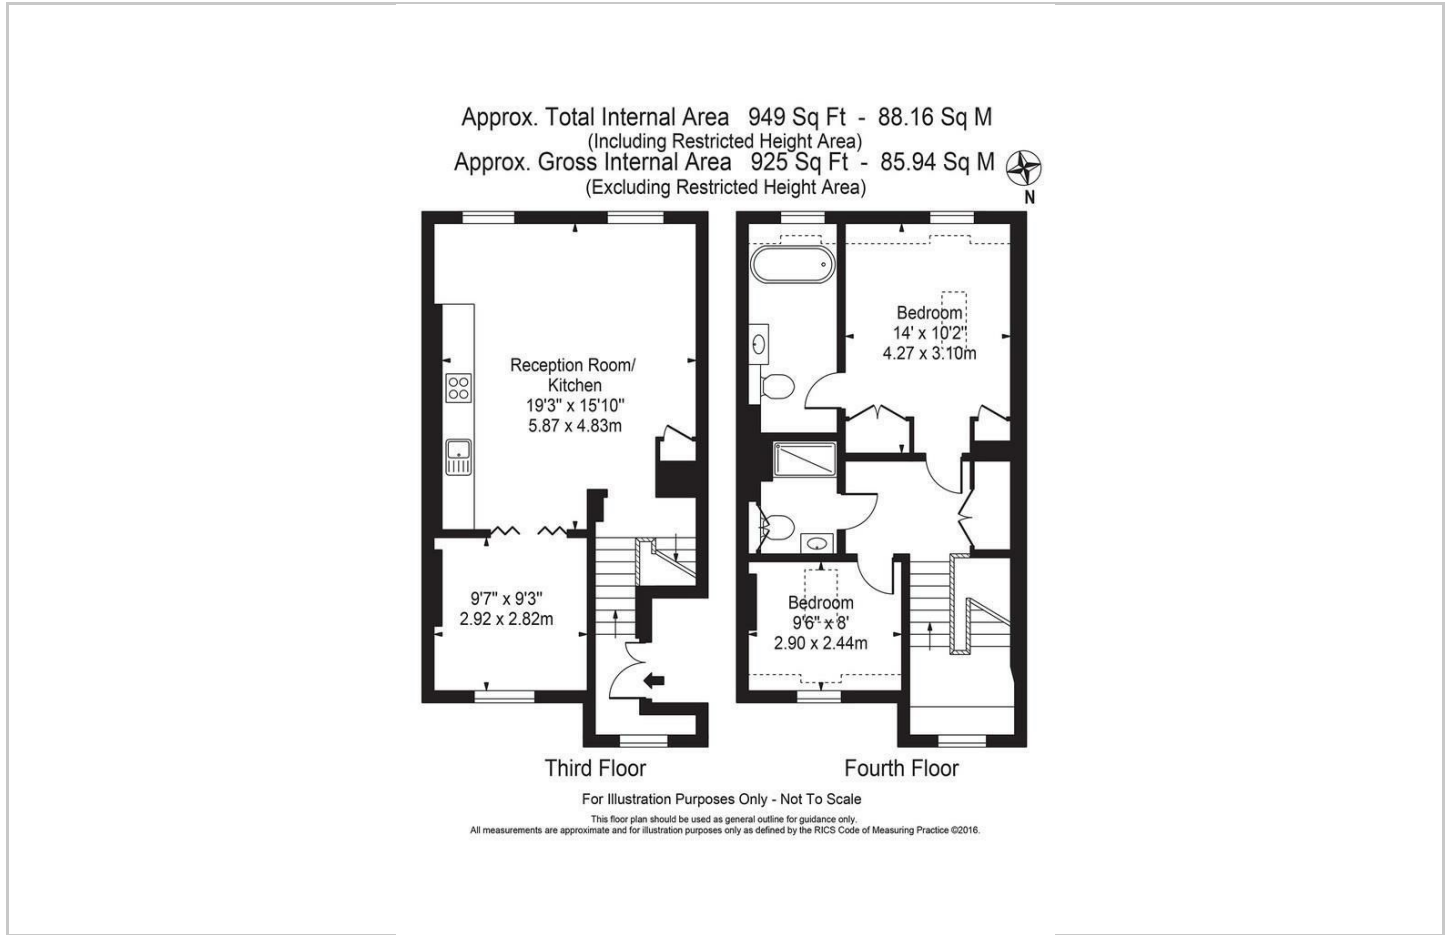 Approx. Total Internal Area 949 Sq Ft - 88.16 Sq M
(Including Restricted Height Area)
Approx. Gross Internal Area 925 Sq Ft - 85.94 Sq M
(Excluding Restricted Height Area)
N
Reception Room/
Kitchen
19'3" x 15'10"
5.87 x 4.83m
9'7" x 9'3"
2.92 x 2.82m
Third Floor
Bedroom
14' x 10'2"
4.27 x 3.10m
Bedroom
9'6" x 8'
2.90 x 2.44m
Fourth Floor
For Illustration Purposes Only - Not To Scale
This floor plan should be used as general outline for guidance only.
All measurements are approximate and for illustration purposes only as defined by the RICS Code of Measuring Practice ©2016.